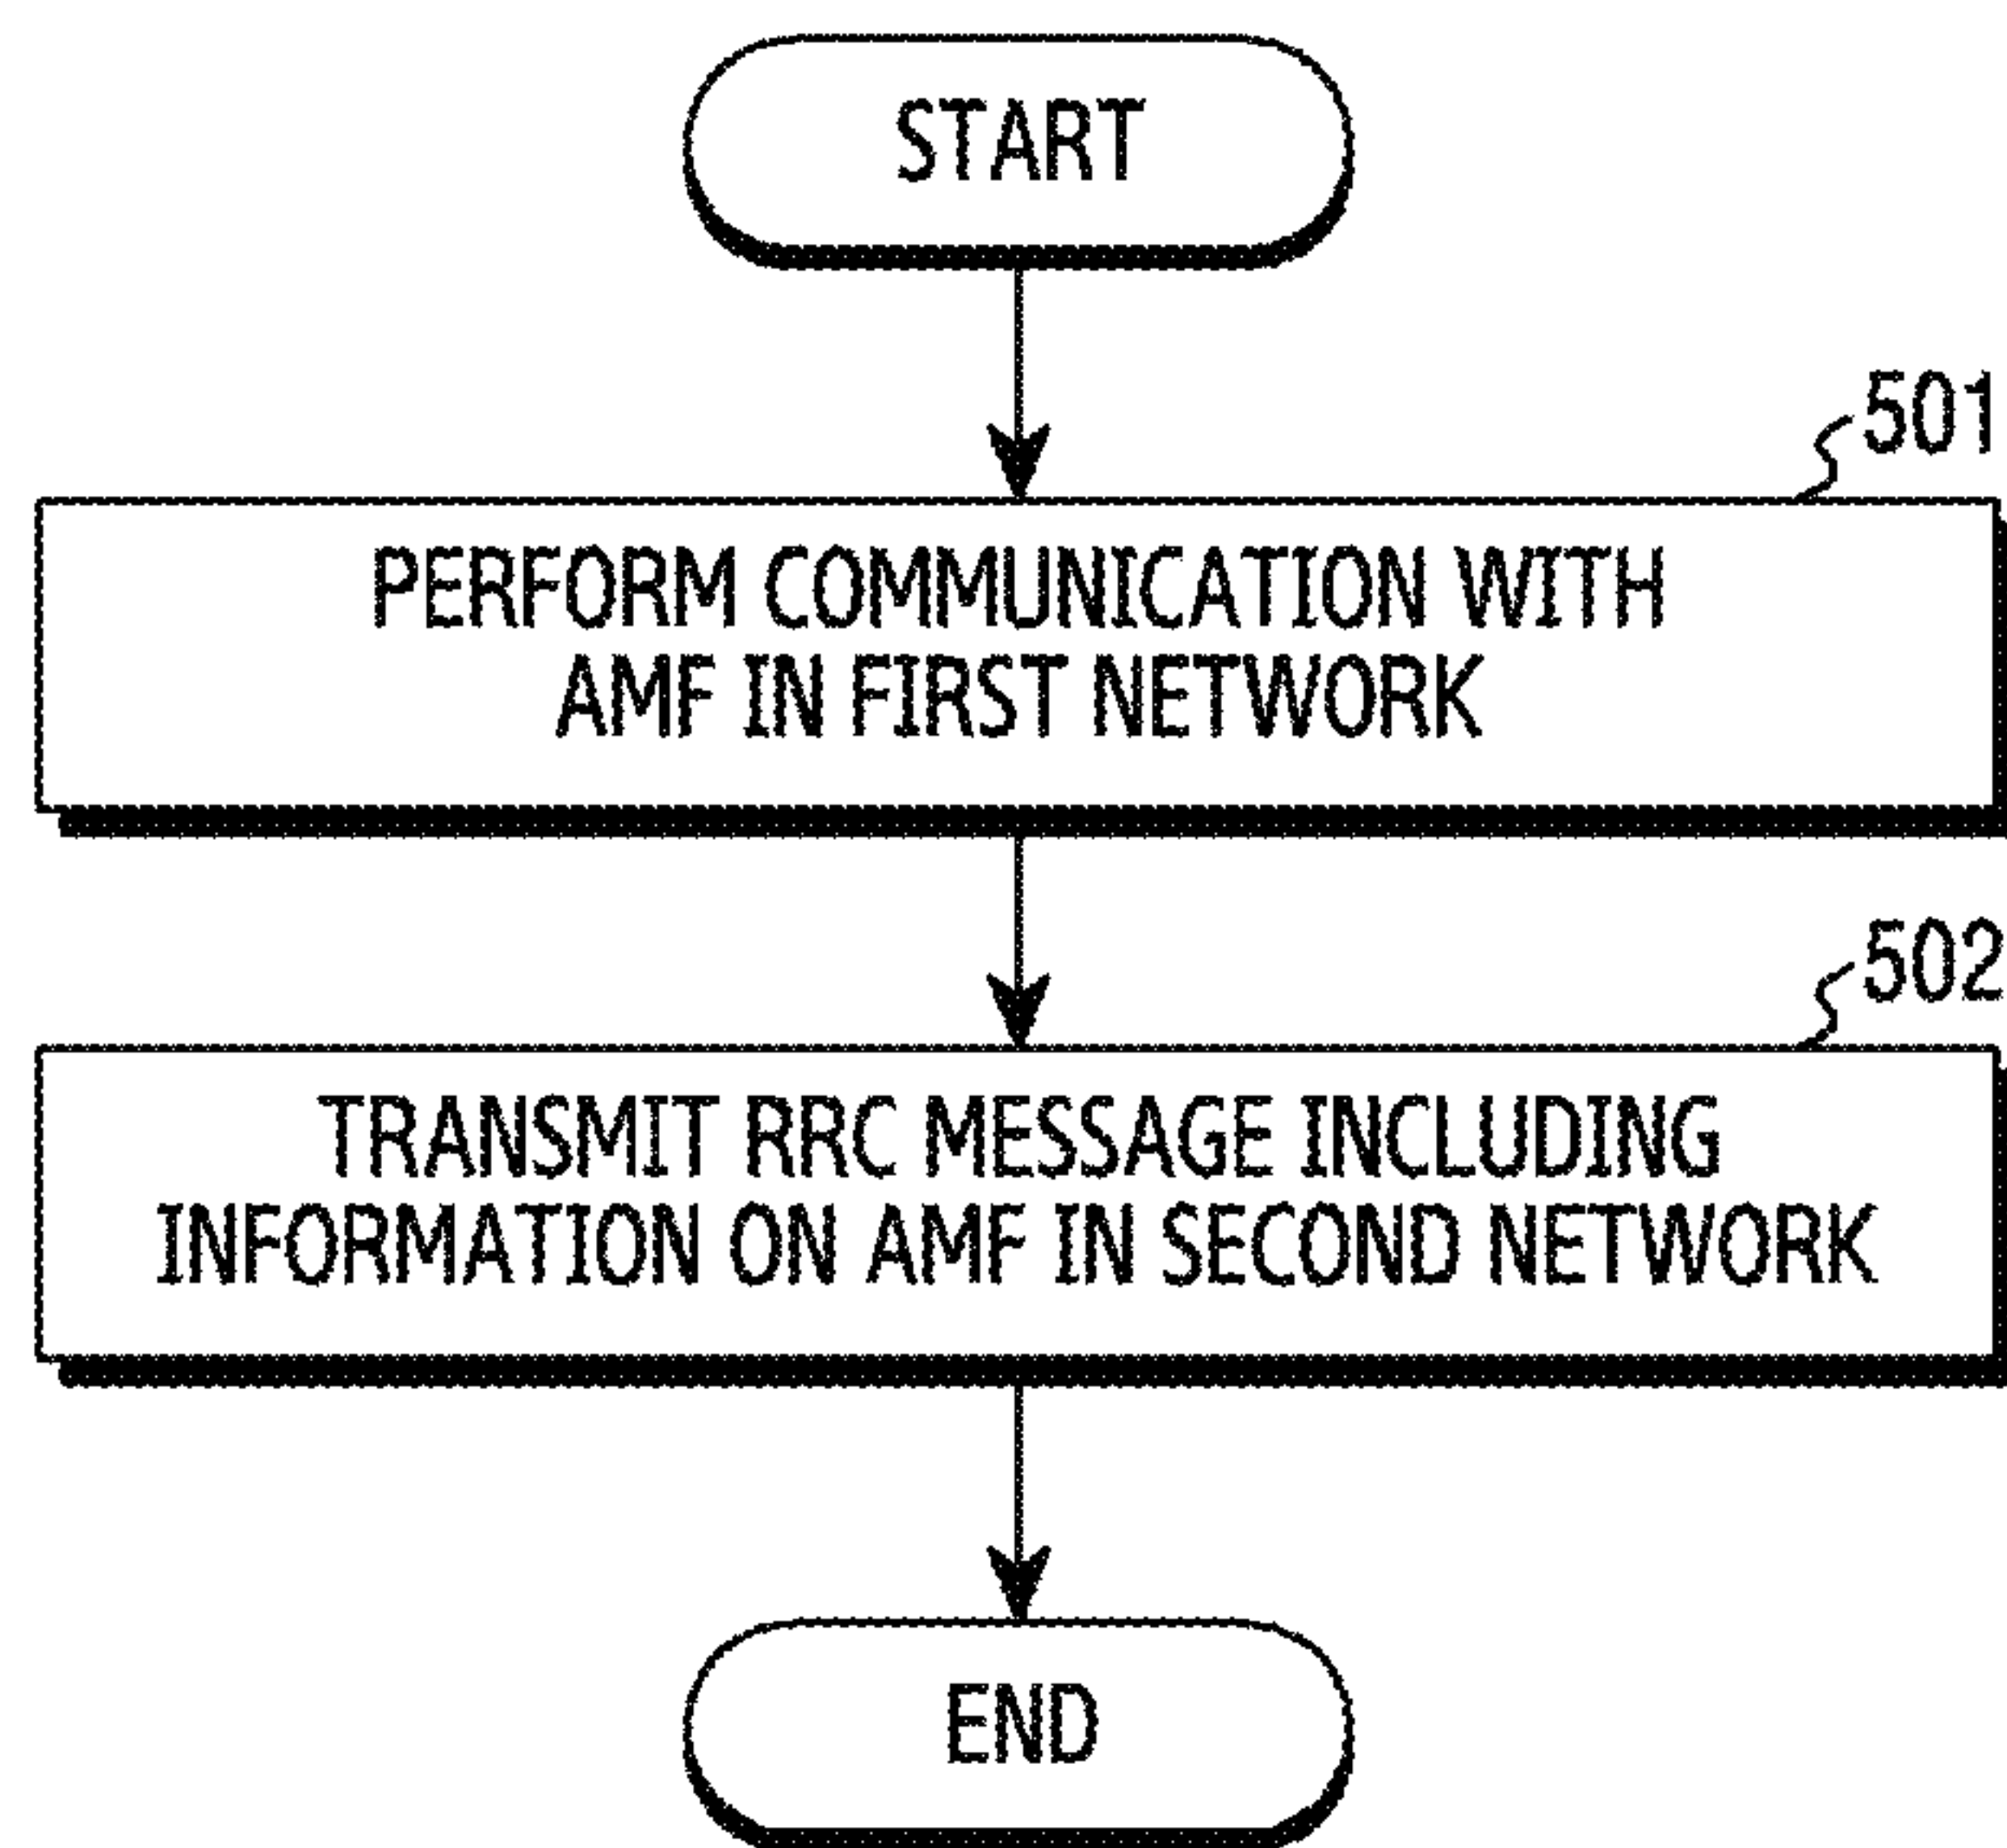 START
501
PERFORM COMMUNICATION WITH
AMF IN FIRST NETWORK
502
TRANSMIT RRC MESSAGE INCLUDING
INFORMATION ON AMF IN SECOND NETWORK
END